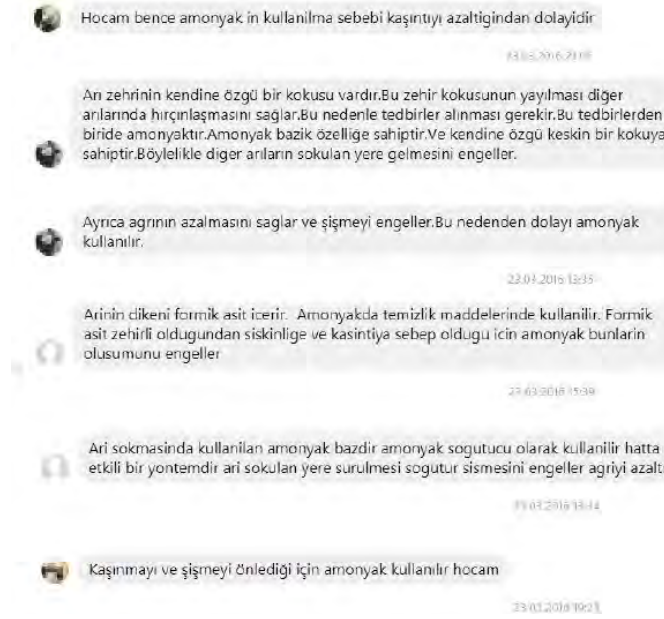 Hocam bence amonyak in kullanilma sebebi kaşıntıyı azaltigindan dolayidir
Arı zehrinin kendine özgü bir kokusu vardır.Bu zehir kokusunun yayılması diğer
arılarında hırçınlaşmasını sağlar.Bu nedenle tedbirler alınması gerekir.Bu tedbirlerden
biride amonyaktır.Amonyak bazik özelliğe sahiptir.Ve kendine özgü keskin bir kokuya
sahiptir.Böylelikle diger arıların sokulan yere gelmesini engeller.
Ayrıca agrının azalmasını saglar ve şişmeyi engeller.Bu nedenden dolayı amonyak
kullanılır.
Arinin dikeni formik asit icerir. Amonyakda temizlik maddelerinde kullanilir. Formik
asit zehirli oldugundan siskinlige ve kasintiya sebep oldugu icin amonyak bunlarin
olusumunu engeller
Ari sokmasinda kullanilan amonyak bazdir amonyak sogutucu olarak kullanilir hatta
etkili bir yontemdir ari sokulan yere surulmesi sogutur sismesini engeller agriyi azalt
Kaşınmayı ve şişmeyi önlediği için amonyak kullanılır hocam